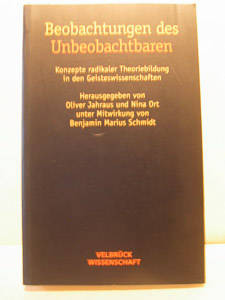 Beobachtungen des
Unbeobachtbaren
Konzepte radikaler Theoriebildung
in den Geisteswissenschaften
Herausgegeben von
Oliver Jahraus und Nina Ort
unter Mitwirkung von
Benjamin Marius Schmidt
VELBRÜCK
WISSENSCHAFT